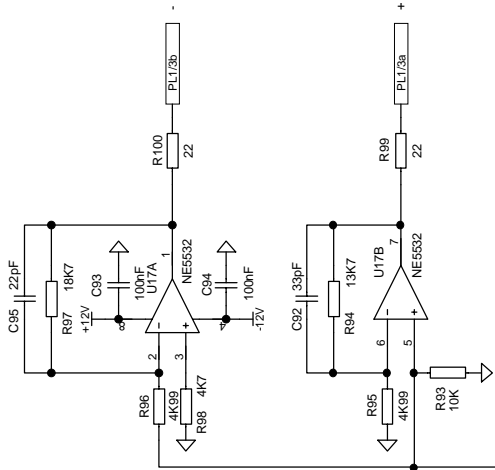 -
+
PL1/3b
PL1/3a
R100
22
R99
22
C95
22pF
R97
18K7
C93
100nF
+12V
8
U17A
NE5532
1
2
-
3
+
4
-12V
C94
100nF
R96
4K99
4K7
R98
C92
33pF
R94
13K7
U17B
NE5532
7
6
-
5
+
R95
4K99
R93
10K